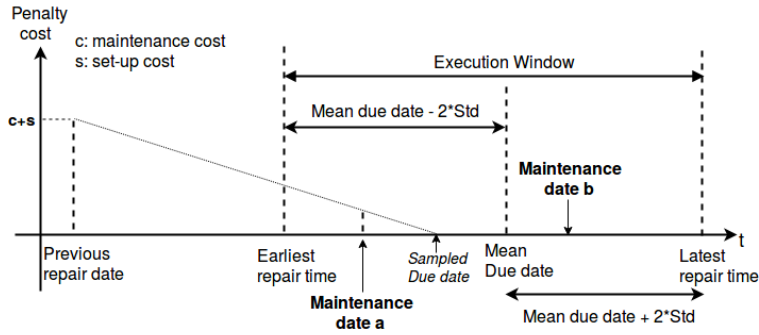 Penalty
cost
c: maintenance cost
s: set-up cost
Execution Window
Mean due date - 2*Std
c+s
Maintenance
date b
t
Previous
repair date
Earliest
repair time
Sampled
Due date
Mean
Due date
Latest
repair time
Maintenance
date a
Mean due date + 2*Std